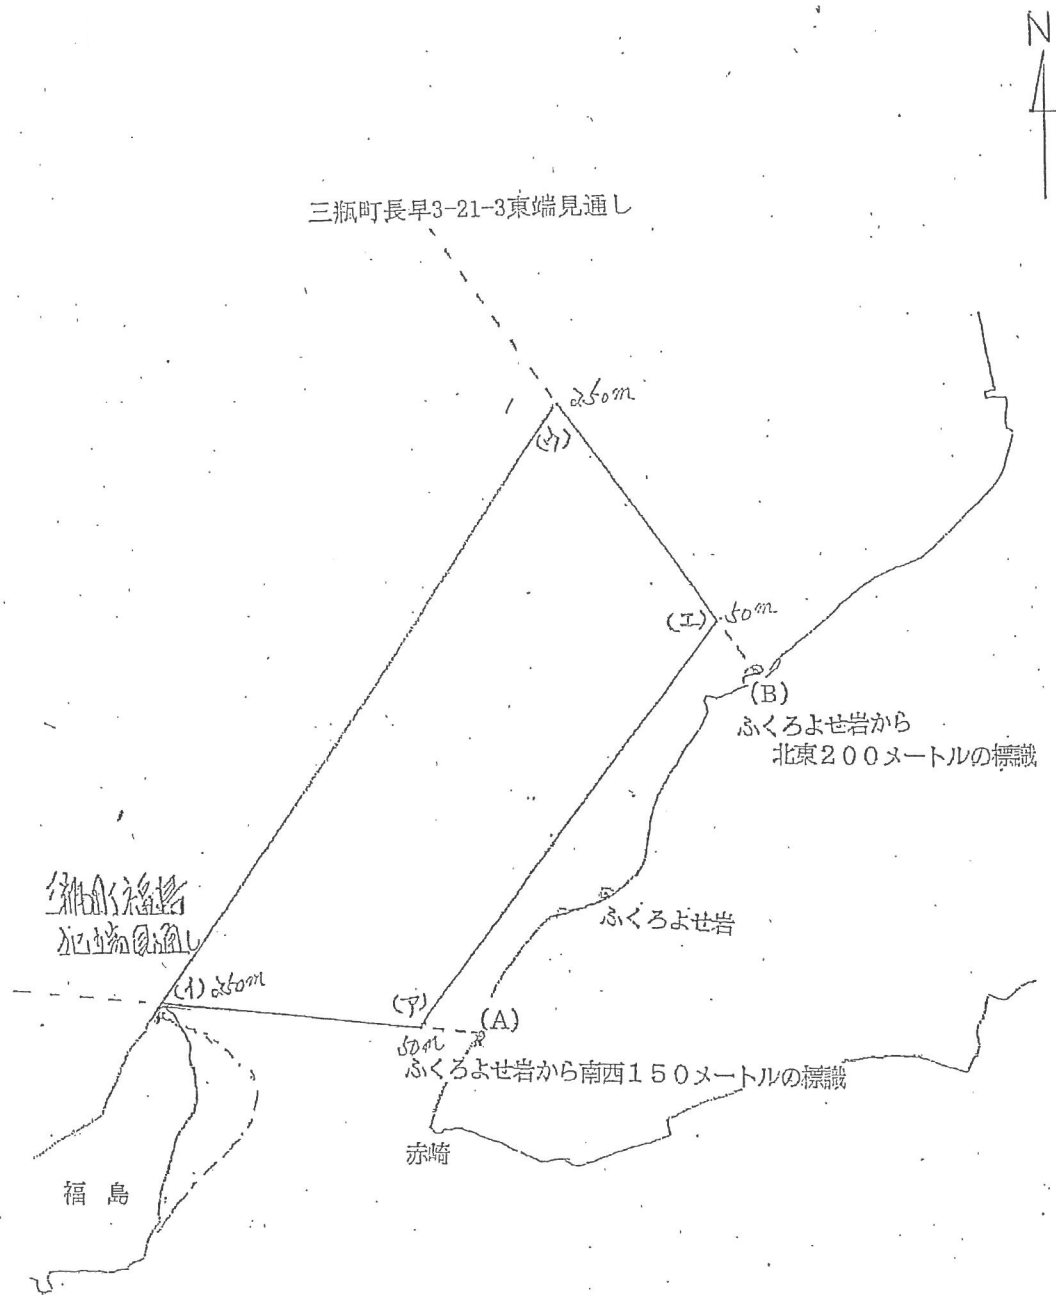 N
三瓶町長早3-21-3東端見通し
250m
(ウ)
(エ)
50m
(B)
ふくろよせ岩から
北東200メートルの標識
ふくろよせ岩
見通し
(イ)250m
(ア)
(A)
50m
ふくろよせ岩から南西150メートルの標識
赤崎
福 島